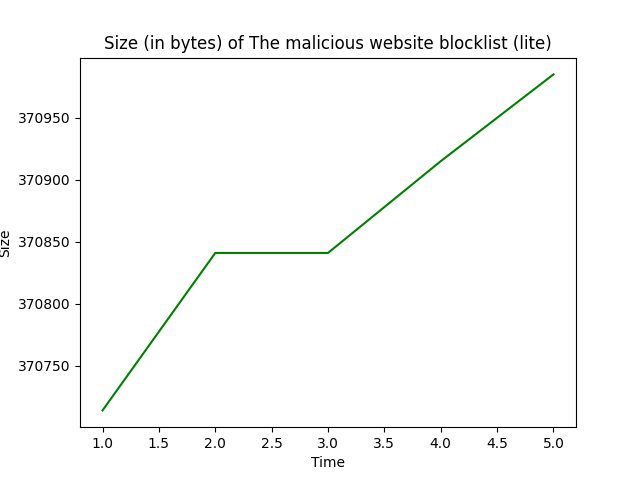 Size (in bytes) of The malicious website blocklist (lite)
370950
370900
370850
370800
370750
Size
1.0 1.5 2.0 2.5 3.0 3.5 4.0 4.5 5.0
Time